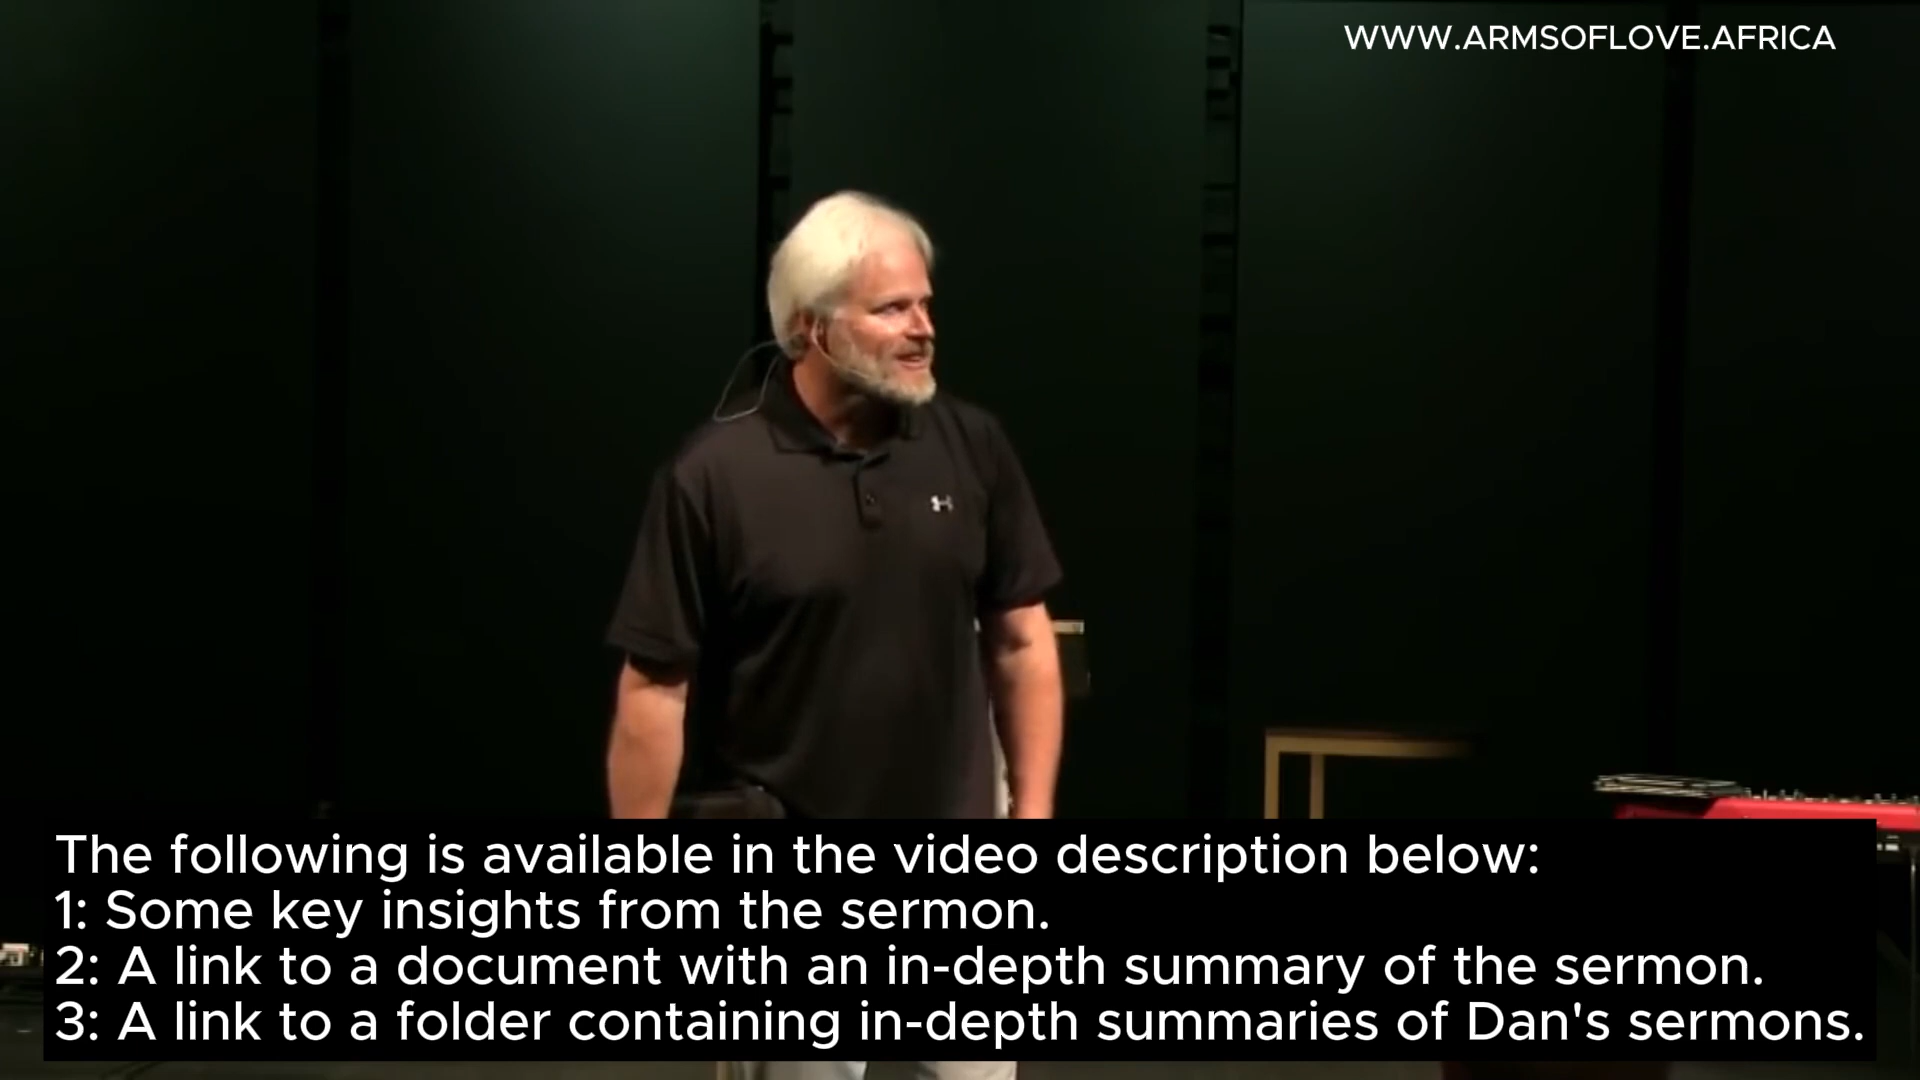 WWW.ARMSOFLOVE.AFRICA
The following is available in the video description below:
1: Some key insights from the sermon.
2: A link to a document with an in-depth summary of the sermon.
3: A link to a folder containing in-depth summaries of Dan's sermons.